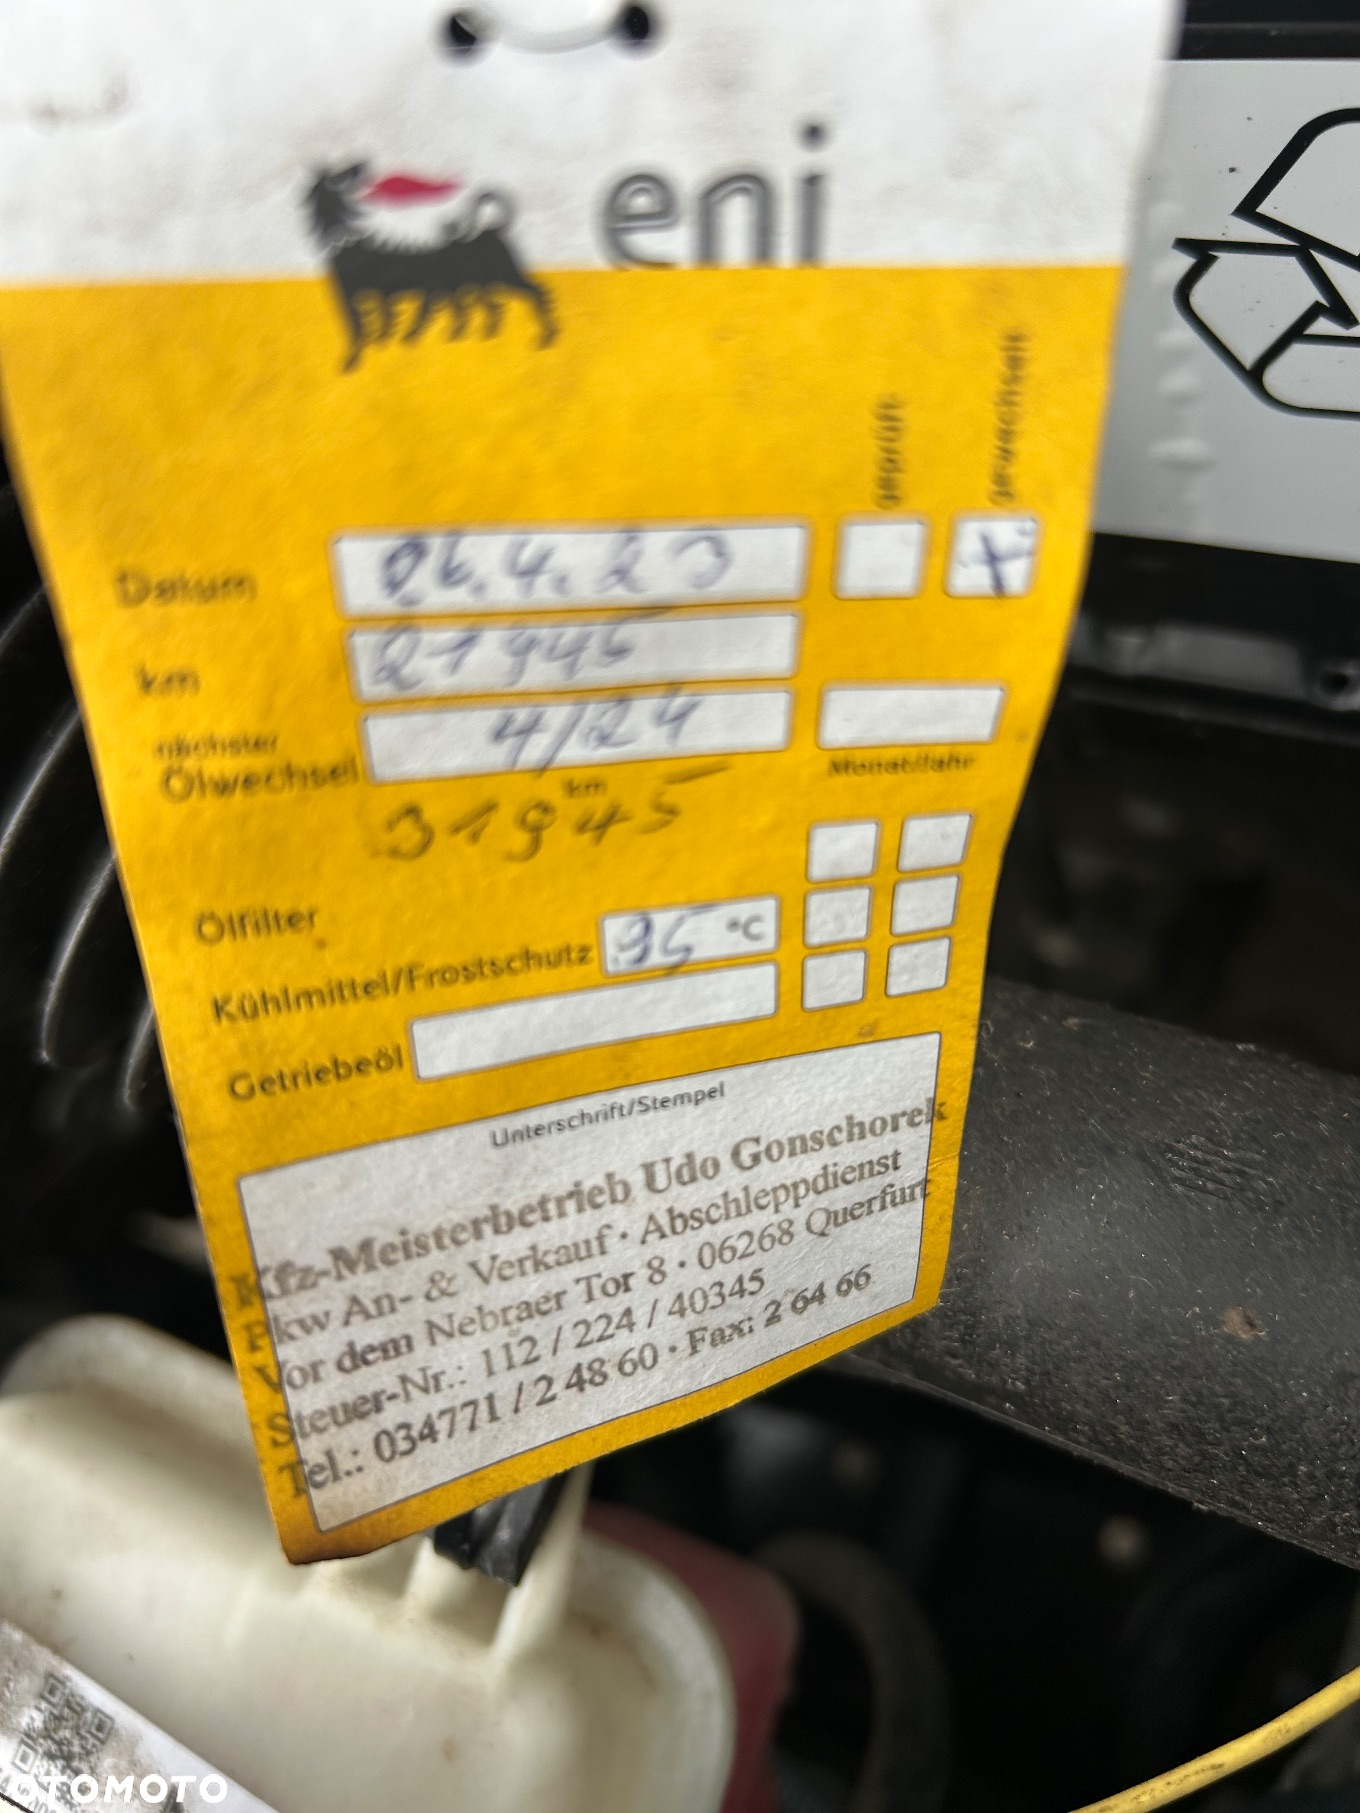 eni
geprüft
gewechselt
Datum 26.4.23
km 21945
nächster
Ölwechsel 4/24
km
Monat/Jahr
31945
Ölfilter
Kühlmittel/Frostschutz °C
Getriebeöl
Unterschrift/Stempel
Kfz-Meisterbetrieb Udo Gonschorek
Pkw An- & Verkauf · Abschleppdienst
Vor dem Nebraer Tor 8 · 06268 Querfurt
Steuer-Nr.: 112 / 224 / 40345
Tel.: 034771 / 2 48 60 · Fax: 2 64 66
OTOMOTO